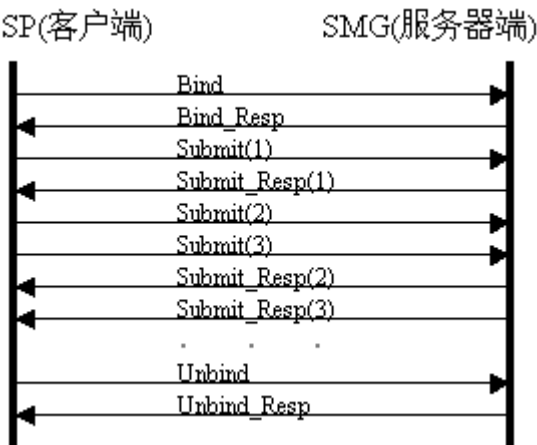 SP(客户端) SMG(服务器端)
Bind
Bind_Resp
Submit(1)
Submit_Resp(1)
Submit(2)
Submit(3)
Submit_Resp(2)
Submit_Resp(3)
. . .
Unbind
Unbind_Resp